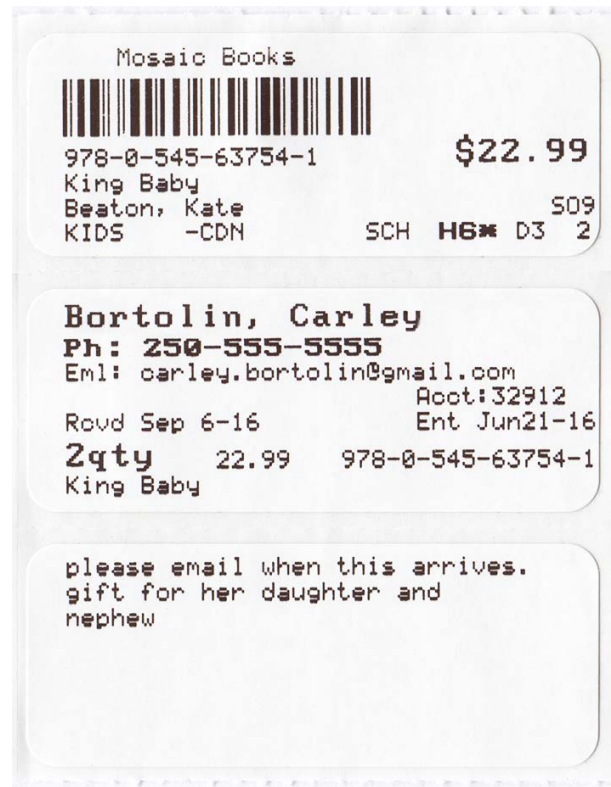 Mosaic Books
978-0-545-63754-1 $22.99
King Baby
Beaton, Kate S09
KIDS -CDN SCH H6* D3 2
Bortolin, Carley
Ph: 250-555-5555
Eml: carley.bortolin@gmail.com
Acct:32912
Rcvd Sep 6-16 Ent Jun21-16
2qty 22.99 978-0-545-63754-1
King Baby
please email when this arrives.
gift for her daughter and
nephew